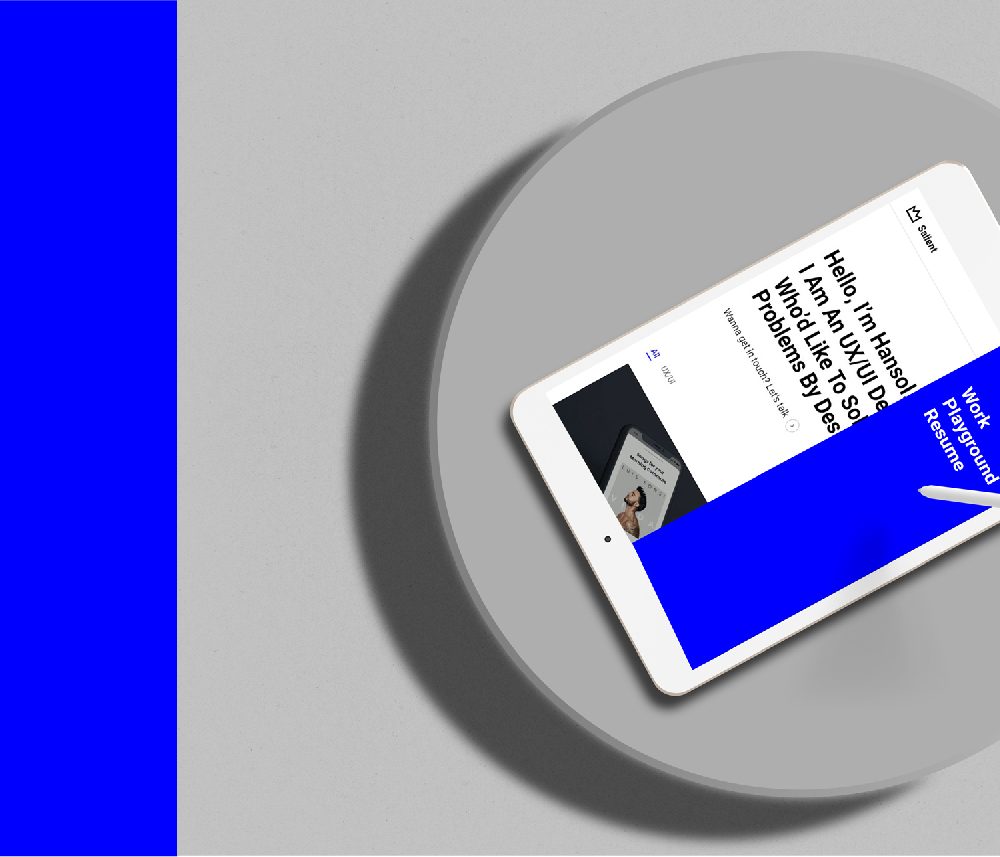 Salient
Hello, I'm Hansol
I Am An UX/UI De
Who'd Like To So
Problems By Des
Wanna get in touch? Let's talk
All UX/UI
Work
Playground
Resume